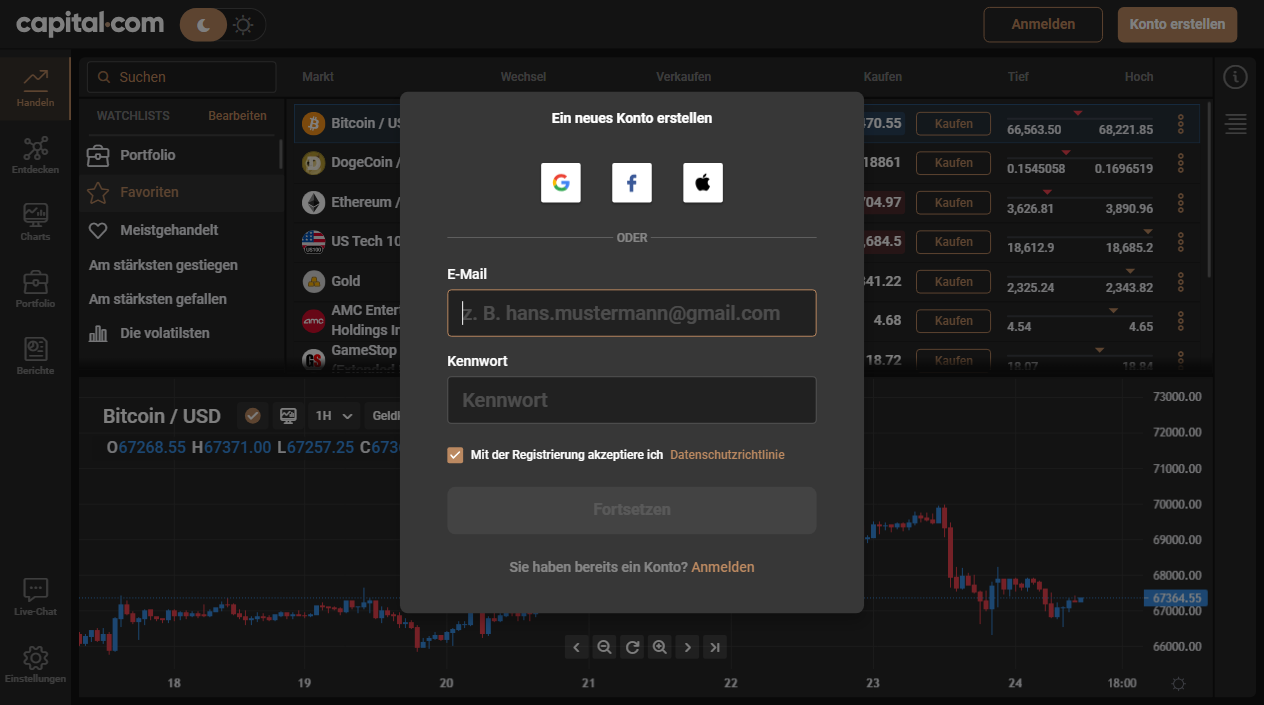 capital.com
Anmelden
Konto erstellen
Handeln
Entdecken
Charts
Portfolio
Berichte
Live-Chat
Einstellungen
Suchen
WATCHLISTS Bearbeiten
Portfolio
Favoriten
Meistgehandelt
Am stärksten gestiegen
Am stärksten gefallen
Die volatilsten
Markt Wechsel Verkaufen Kaufen Tief Hoch
Bitcoin / 70.55 Kaufen 66,563.50 68,221.85
DogeCoin / 18861 Kaufen 0.1545058 0.1696519
Ethereum / 04.97 Kaufen 3,626.81 3,890.96
US Tech 10 ,684.5 Kaufen 18,612.9 18,685.2
Gold 41.22 Kaufen 2,325.24 2,343.82
AMC Enter
Holdings In 4.68 Kaufen 4.54 4.65
GameStop 18.72 Kaufen 18.07 18.84
(Extended
Ein neues Konto erstellen
ODER
E-Mail
z. B. hans.mustermann@gmail.com
Kennwort
Kennwort
Mit der Registrierung akzeptiere ich Datenschutzrichtlinie
Fortsetzen
Sie haben bereits ein Konto? Anmelden
Bitcoin / USD 1H
O67268.55 H67371.00 L67257.25 C673
73000.00
72000.00
71000.00
70000.00
69000.00
68000.00
67364.55
67000.00
66000.00
18 19 20 21 22 23 24 18:00